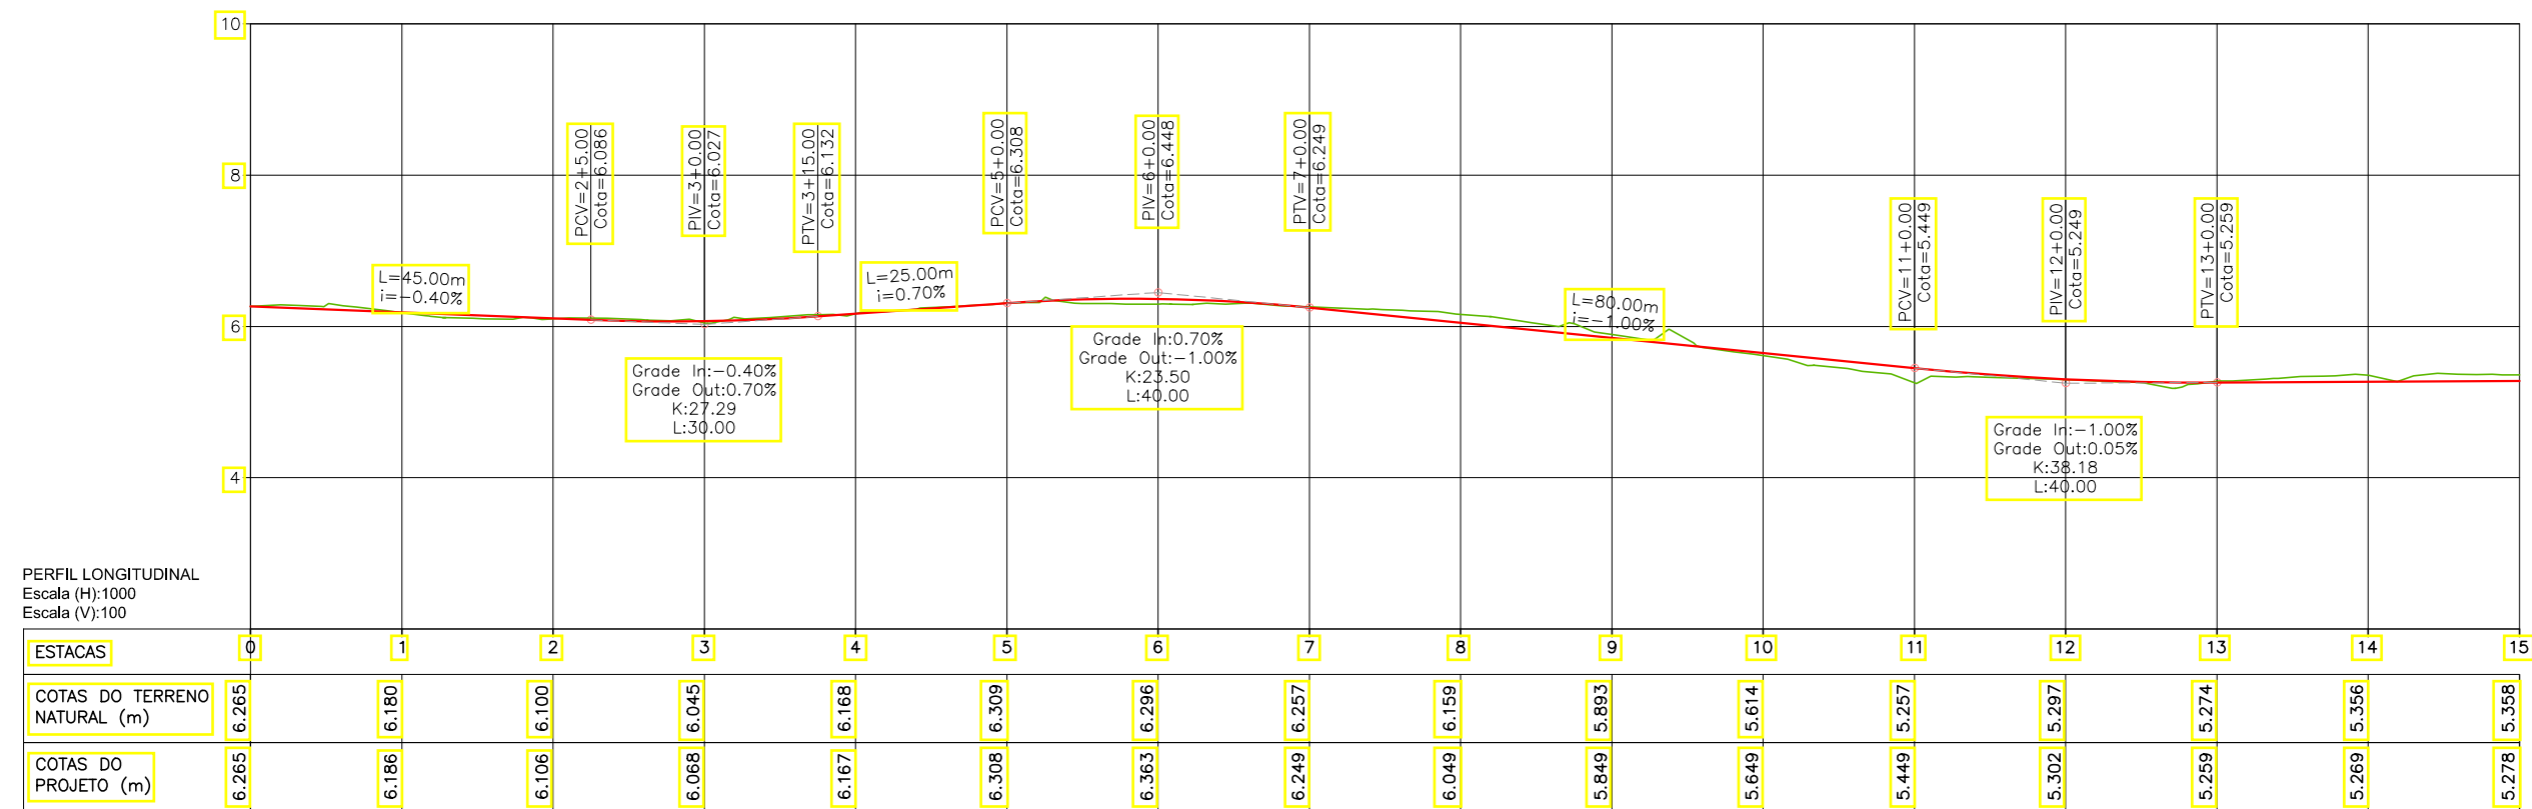 10
8
6
4
PCV=2+5.00
Cota=6.086
PIV=3+0.00
Cota=6.027
PTV=3+15.00
Cota=6.132
PCV=5+0.00
Cota=6.308
PIV=6+0.00
Cota=6.448
PTV=7+0.00
Cota=6.249
PCV=11+0.00
Cota=5.449
PIV=12+0.00
Cota=5.249
PTV=13+0.00
Cota=5.259
L=45.00m
i=-0.40%
L=25.00m
i=0.70%
L=80.00m
i=-1.00%
Grade In:-0.40%
Grade Out:0.70%
K:27.29
L:30.00
Grade In:0.70%
Grade Out:-1.00%
K:23.50
L:40.00
Grade In:-1.00%
Grade Out:0.05%
K:38.18
L:40.00
PERFIL LONGITUDINAL
Escala (H):1000
Escala (V):100
ESTACAS 0 1 2 3 4 5 6 7 8 9 10 11 12 13 14 15
COTAS DO TERRENO
NATURAL (m)
6.265 6.180 6.100 6.045 6.168 6.309 6.296 6.257 6.159 5.893 5.614 5.257 5.297 5.274 5.356 5.358
COTAS DO
PROJETO (m)
6.265 6.186 6.106 6.068 6.167 6.308 6.363 6.249 6.049 5.849 5.649 5.449 5.302 5.259 5.269 5.278